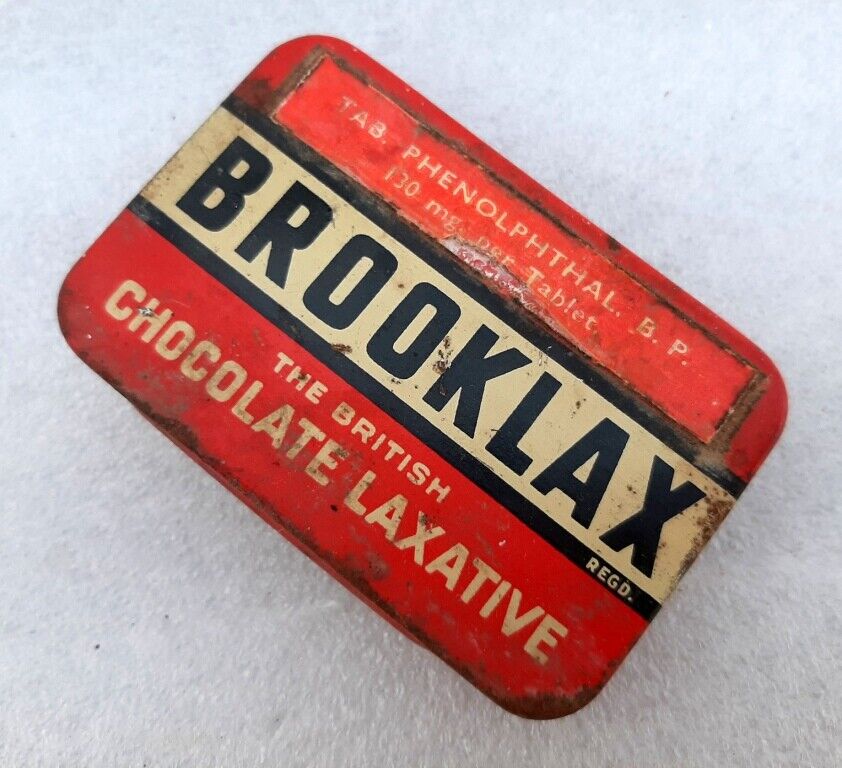 TAB. PHENOLPHTHAL. B. P.
130 mg. per Tablet
BROOKLAX
REGD.
THE BRITISH
CHOCOLATE LAXATIVE